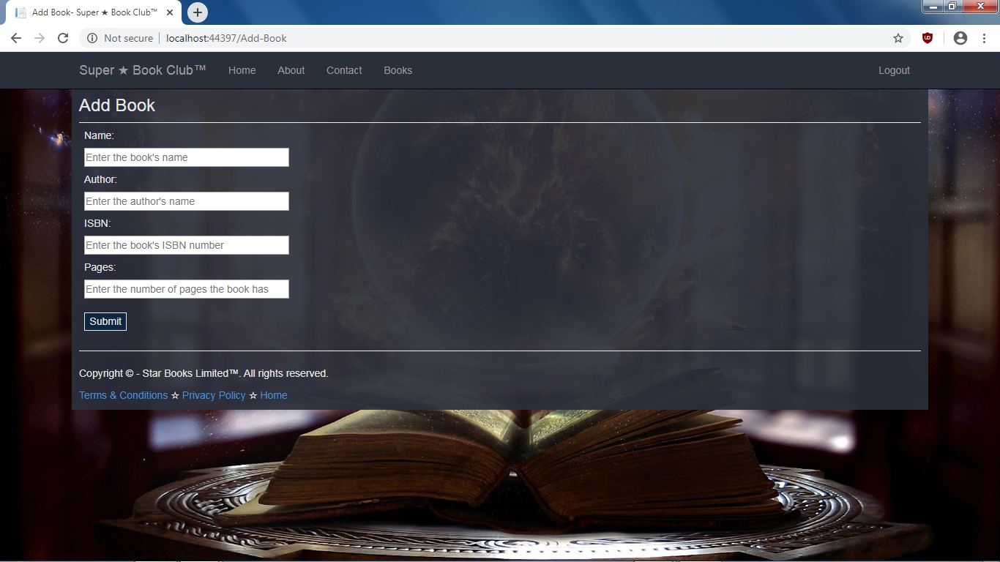 Add Book- Super ★ Book Club™
Not secure | localhost:44397/Add-Book
Super ★ Book Club™ Home About Contact Books Logout
Add Book
Name:
Enter the book's name
Author:
Enter the author's name
ISBN:
Enter the book's ISBN number
Pages:
Enter the number of pages the book has
Submit
Copyright © - Star Books Limited™. All rights reserved.
Terms & Conditions ☆ Privacy Policy ☆ Home